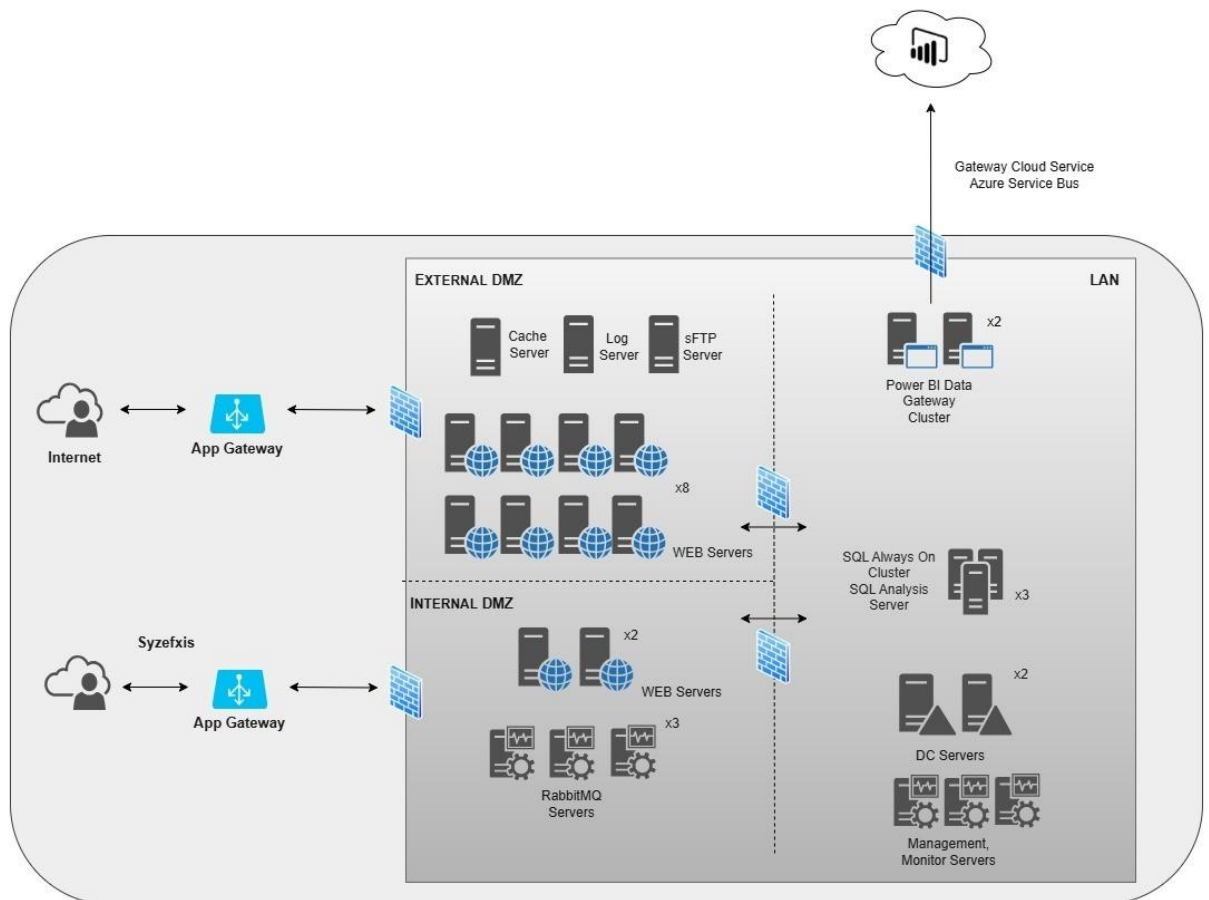 Gateway Cloud Service
Azure Service Bus
EXTERNAL DMZ
LAN
Cache
Server
Log
Server
sFTP
Server
x2
Power BI Data
Gateway
Cluster
Internet
App Gateway
x8
WEB Servers
SQL Always On
Cluster
SQL Analysis
Server
x3
INTERNAL DMZ
Syzefxis
App Gateway
x2
WEB Servers
x3
RabbitMQ
Servers
x2
DC Servers
Management,
Monitor Servers